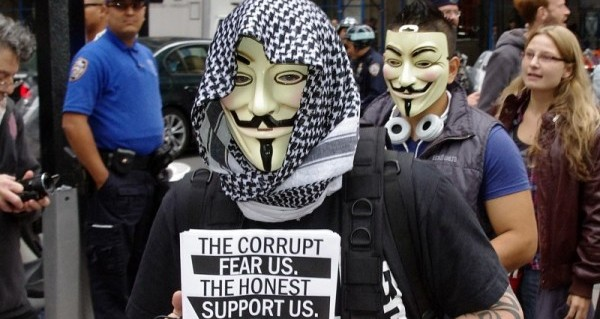 THE CORRUPT
FEAR US.
THE HONEST
SUPPORT US.